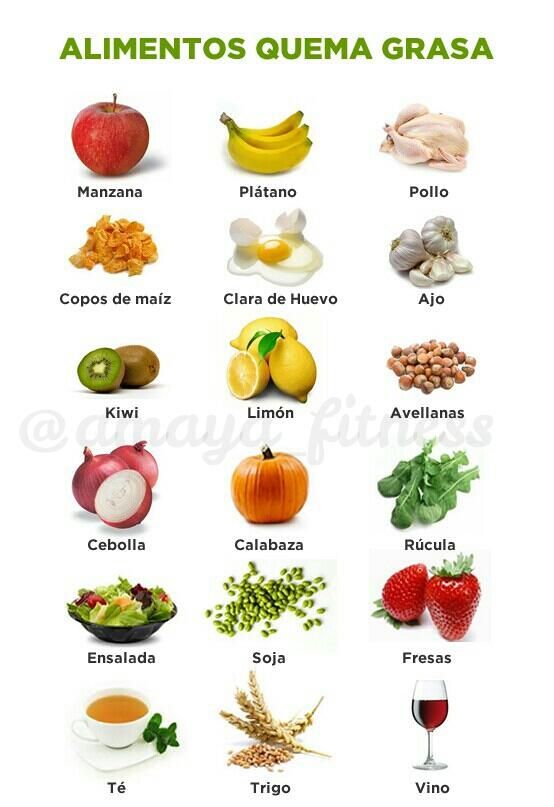 ALIMENTOS QUEMA GRASA
Manzana
Plátano
Pollo
Copos de maíz
Clara de Huevo
Ajo
Kiwi
Limón
Avellanas
@amaya_fitness
Cebolla
Calabaza
Rúcula
Ensalada
Soja
Fresas
Té
Trigo
Vino